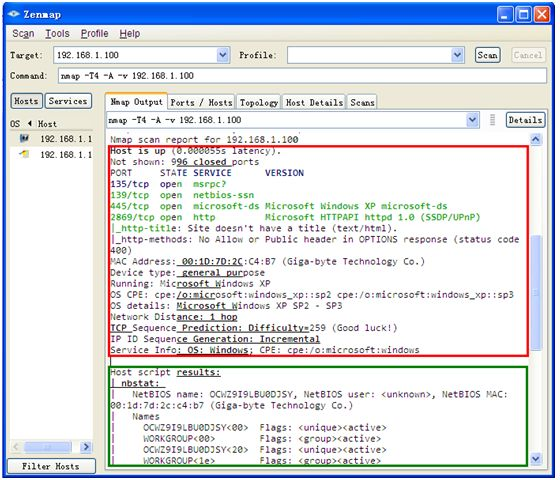 Zenmap
Scan Tools Profile Help
Target: 192.168.1.100 Profile: Scan Cancel
Command: nmap -T4 -A -v 192.168.1.100
Hosts Services Nmap Output Ports / Hosts Topology Host Details Scans
OS Host nmap -T4 -A -v 192.168.1.100 Details
192.168.1.1
192.168.1.1
Nmap scan report for 192.168.1.100
Host is up (0.000055s latency).
Not shown: 996 closed ports
PORT STATE SERVICE VERSION
135/tcp open msrpc?
139/tcp open netbios-ssn
445/tcp open microsoft-ds Microsoft Windows XP microsoft-ds
2869/tcp open http Microsoft HTTPAPI httpd 1.0 (SSDP/UPnP)
|_http-title: Site doesn't have a title (text/html).
|_http-methods: No Allow or Public header in OPTIONS response (status code
400)
MAC Address: 00:1D:7D:2C:C4:B7 (Giga-byte Technology Co.)
Device type: general purpose
Running: Microsoft Windows XP
OS CPE: cpe:/o:microsoft:windows_xp::sp2 cpe:/o:microsoft:windows_xp::sp3
OS details: Microsoft Windows XP SP2 - SP3
Network Distance: 1 hop
TCP Sequence Prediction: Difficulty=259 (Good luck!)
IP ID Sequence Generation: Incremental
Service Info: OS: Windows; CPE: cpe:/o:microsoft:windows
Host script results:
| nbstat:
|   NetBIOS name: OCWZ9I9LBU0DJSY, NetBIOS user: <unknown>, NetBIOS MAC:
00:1d:7d:2c:c4:b7 (Giga-byte Technology Co.)
|   Names
|     OCWZ9I9LBU0DJSY<00>  Flags: <unique><active>
|     WORKGROUP<00>        Flags: <group><active>
|     OCWZ9I9LBU0DJSY<20>  Flags: <unique><active>
|     WORKGROUP<1e>        Flags: <group><active>
Filter Hosts